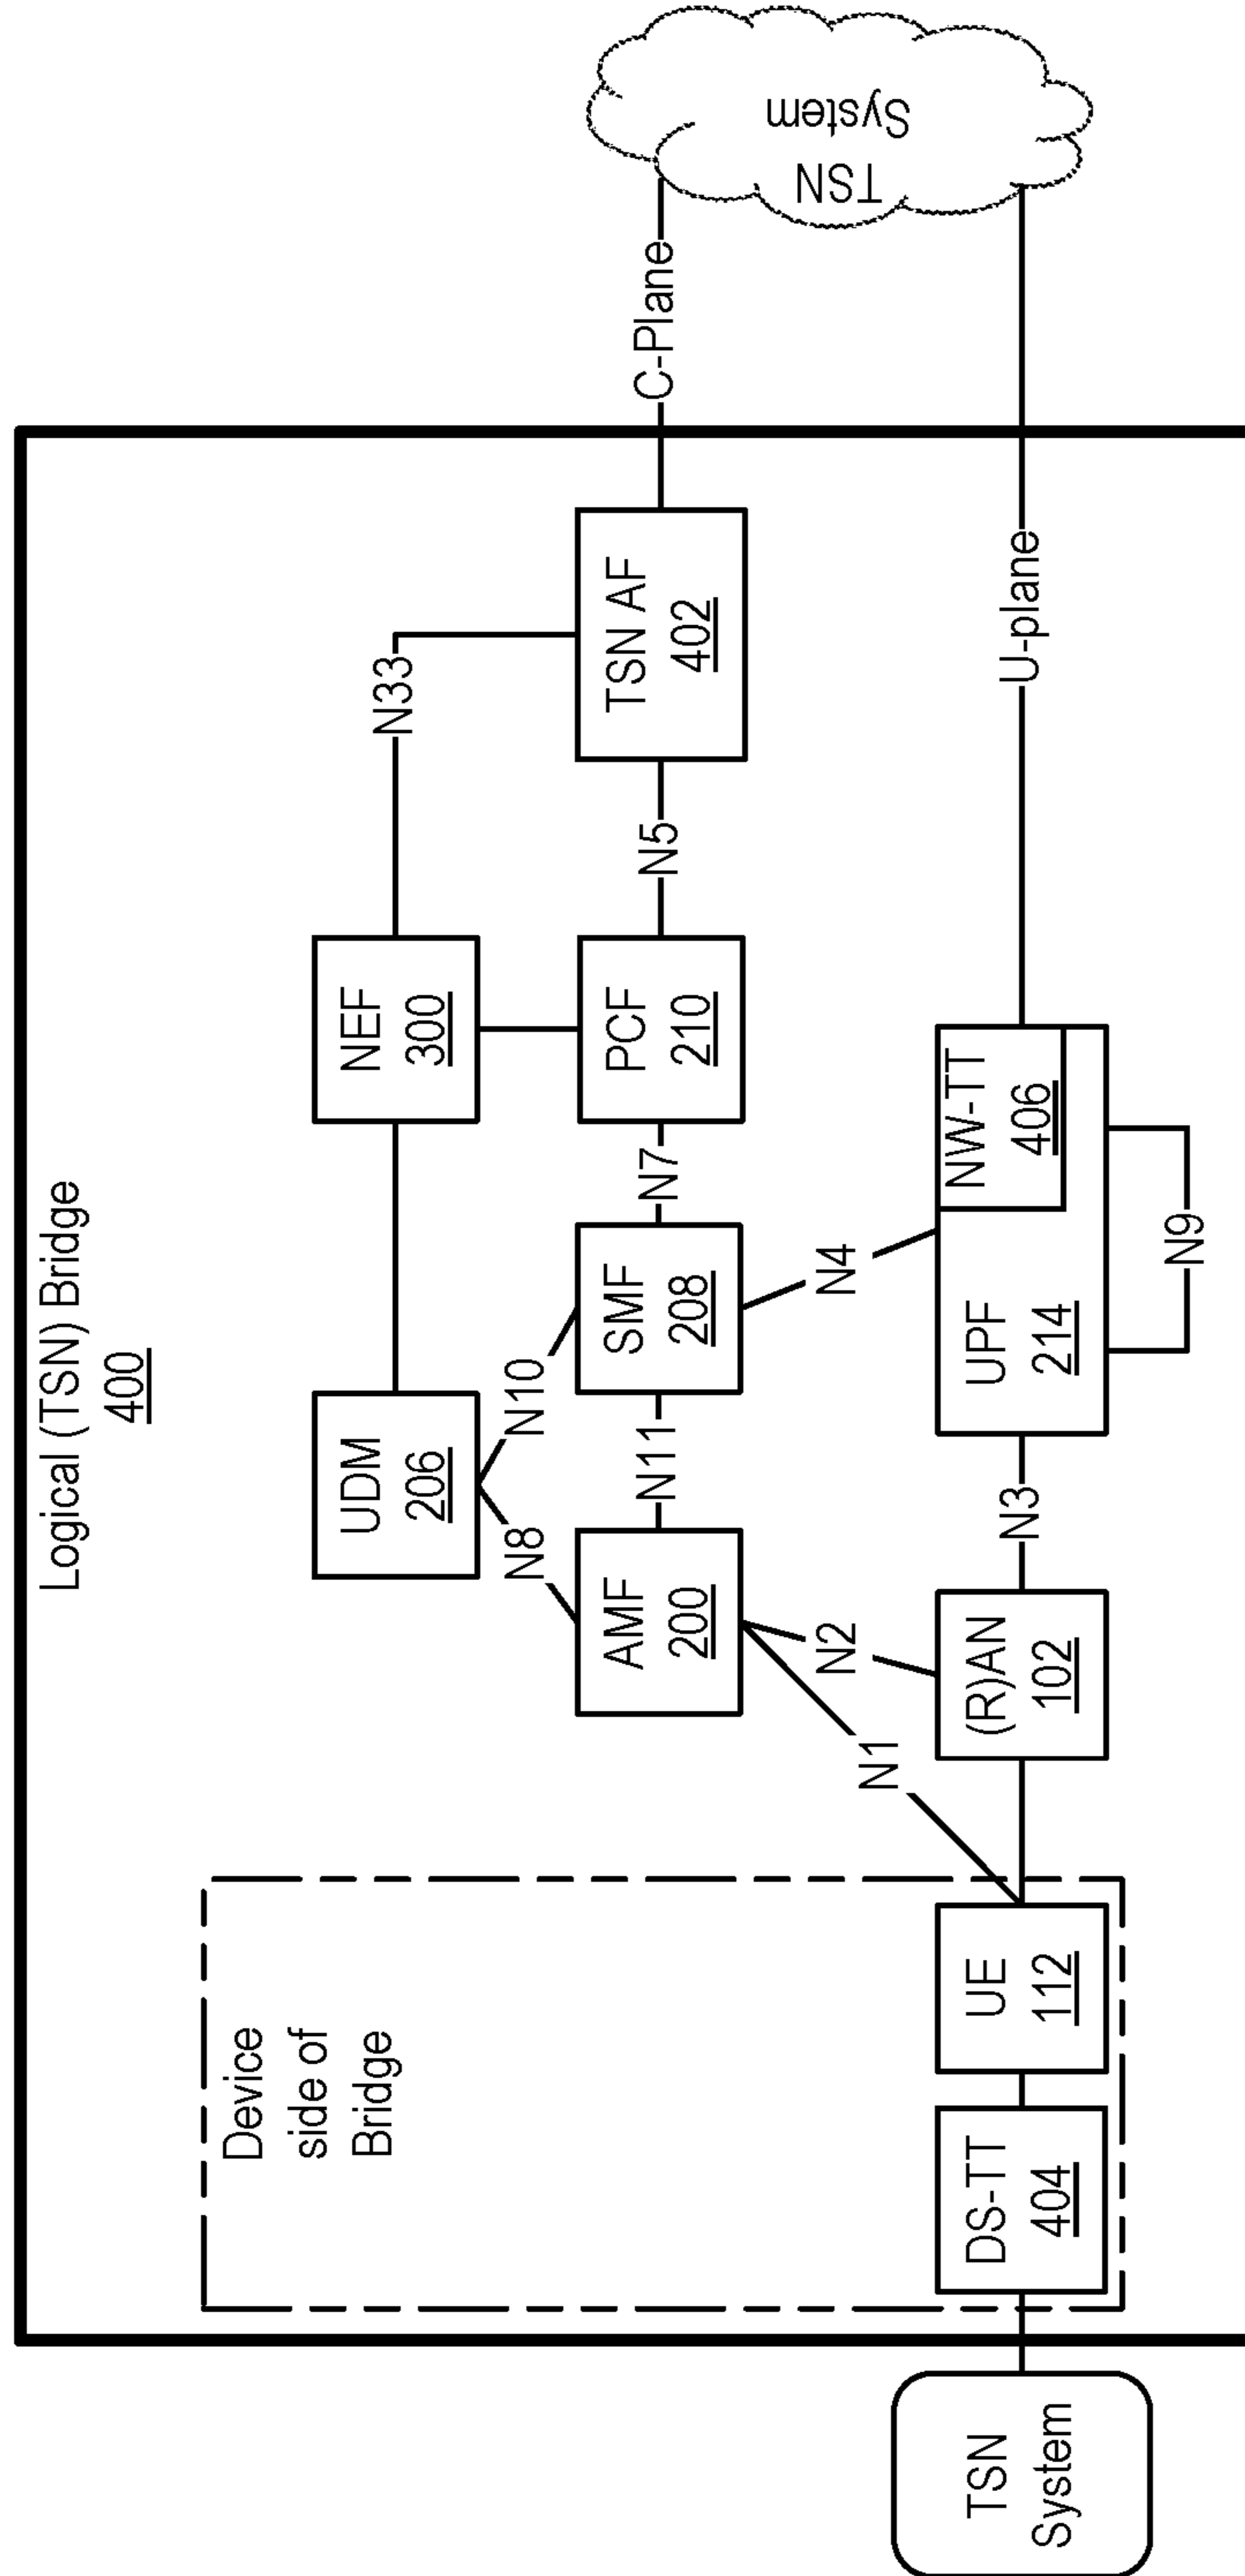 Logical (TSN) Bridge
400
Device
side of
Bridge
UDM
206
NEF
300
N33
N8
N10
AMF
200
N11
SMF
208
N7
PCF
210
N5
TSN AF
402
C-Plane
TSN
System
N1
N2
N4
TSN
System
DS-TT
404
UE
112
(R)AN
102
N3
UPF
214
NW-TT
406
U-plane
N9